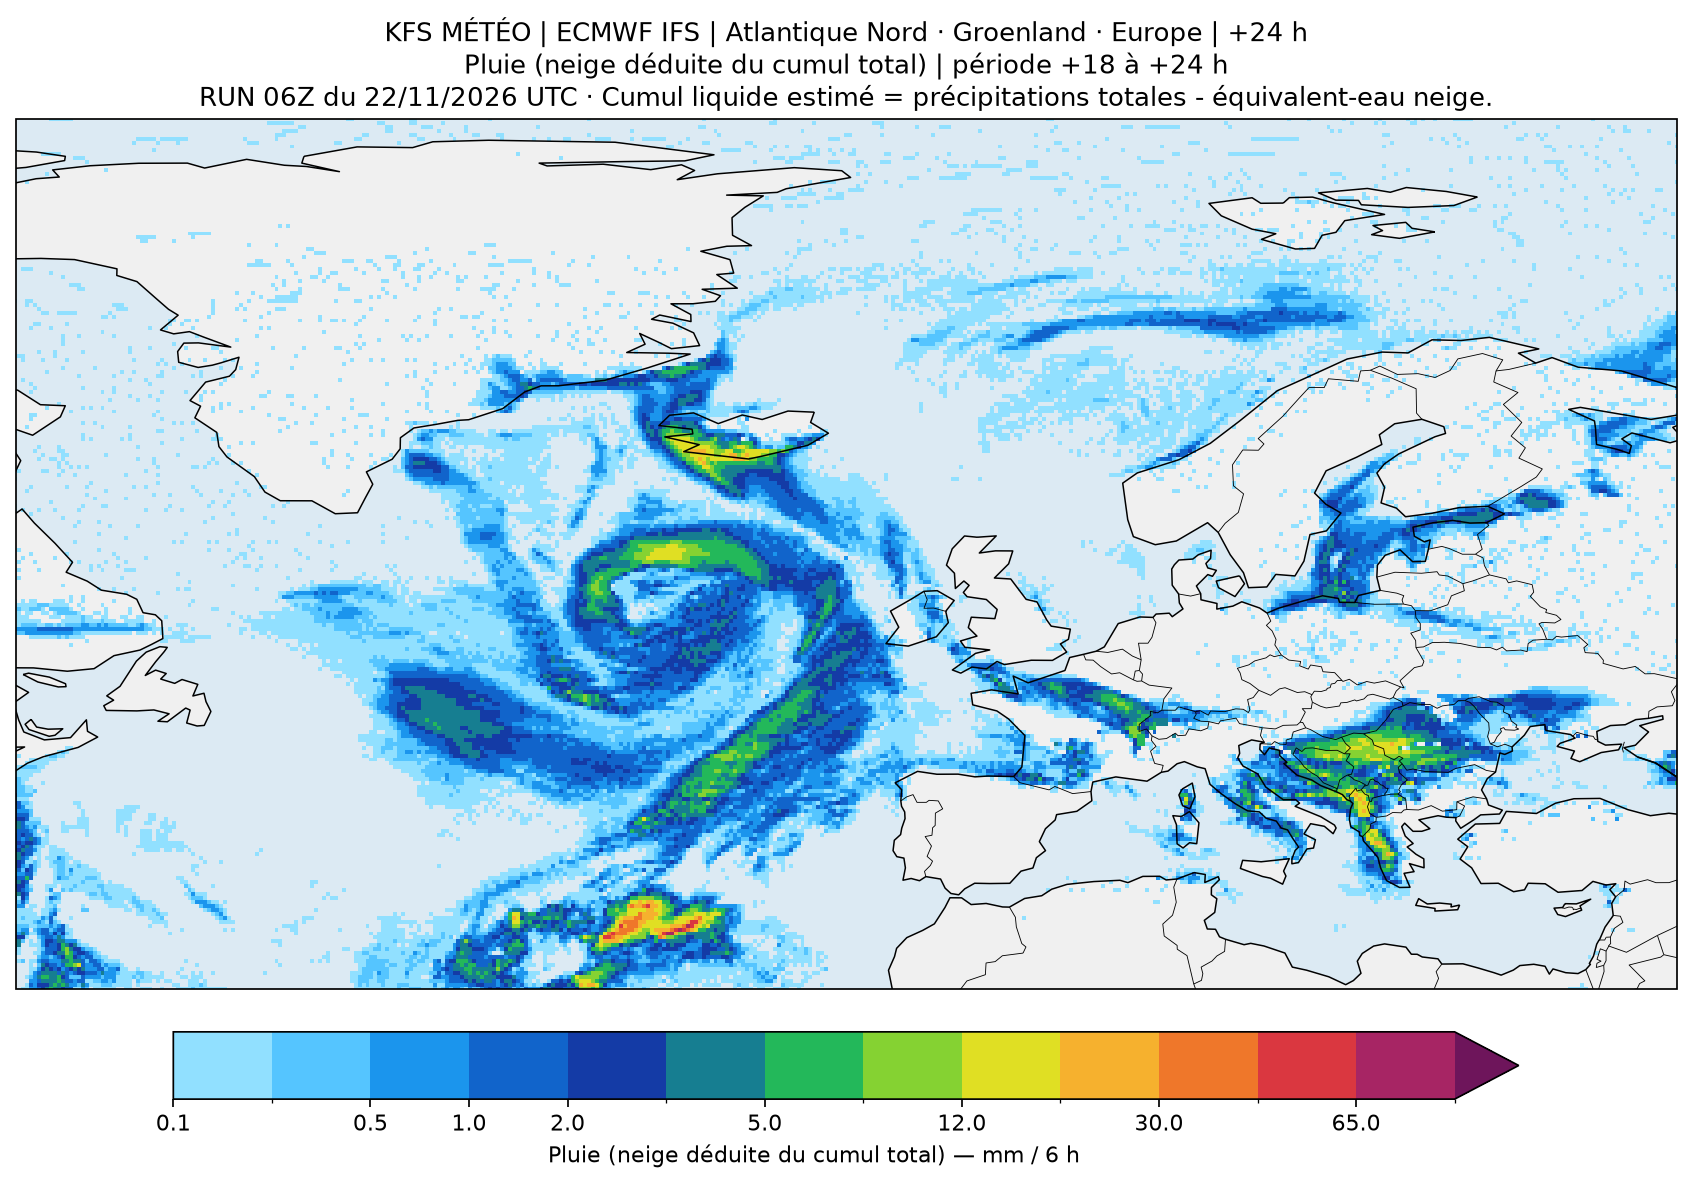 KFS MÉTÉO | ECMWF IFS | Atlantique Nord · Groenland · Europe | +24 h
Pluie (neige déduite du cumul total) | période +18 à +24 h
RUN 06Z du 22/11/2026 UTC · Cumul liquide estimé = précipitations totales - équivalent-eau neige.
0.1 0.5 1.0 2.0 5.0 12.0 30.0 65.0
Pluie (neige déduite du cumul total) — mm / 6 h